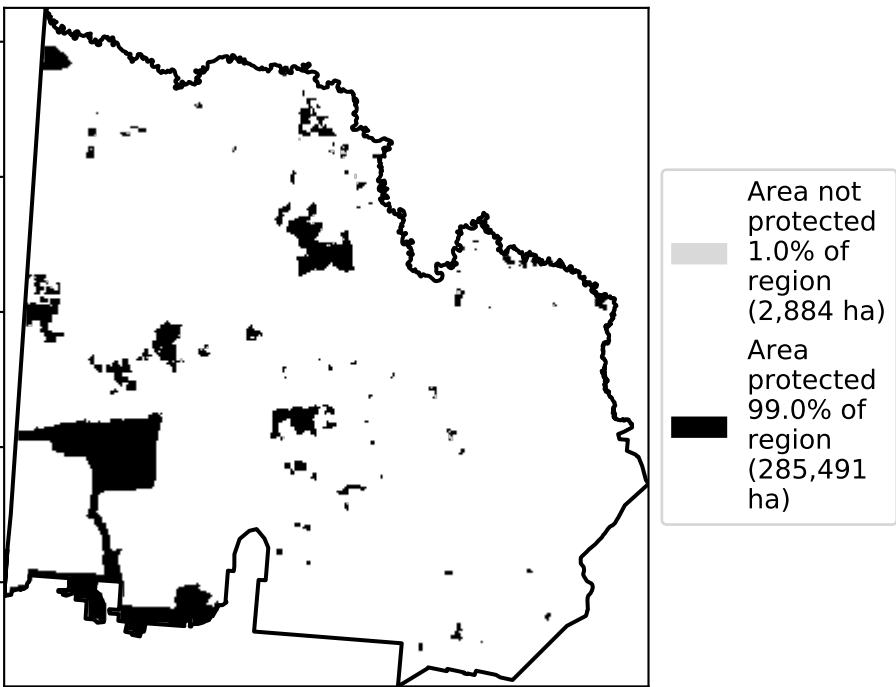 Area not
protected
1.0% of
region
(2,884 ha)
Area
protected
99.0% of
region
(285,491
ha)